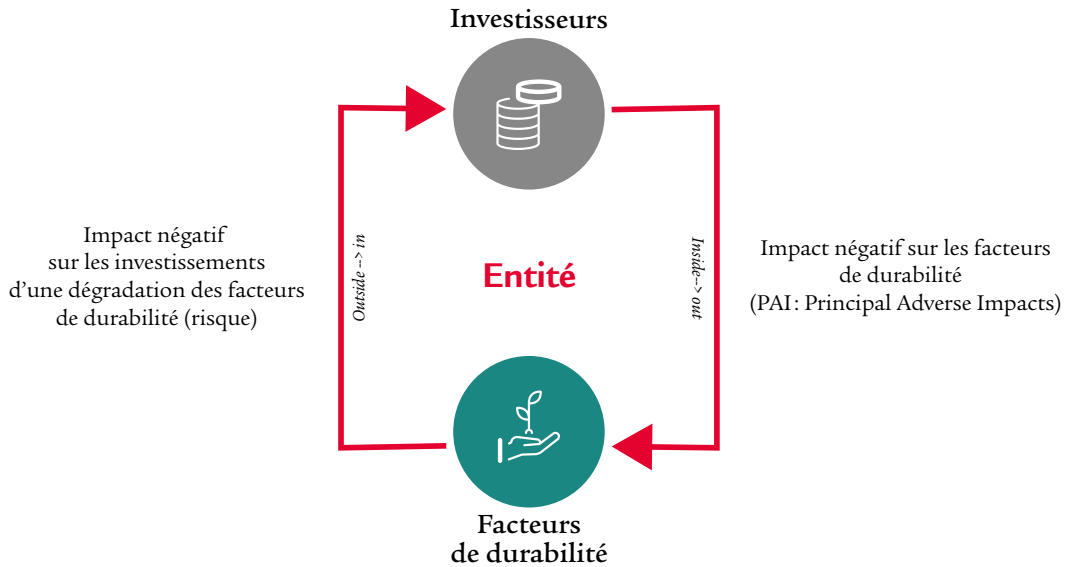 Investisseurs
Impact négatif
sur les investissements
d'une dégradation des facteurs
de durabilité (risque)
Outside --> in
Entité
Inside--> out
Impact négatif sur les facteurs
de durabilité
(PAI : Principal Adverse Impacts)
Facteurs
de durabilité